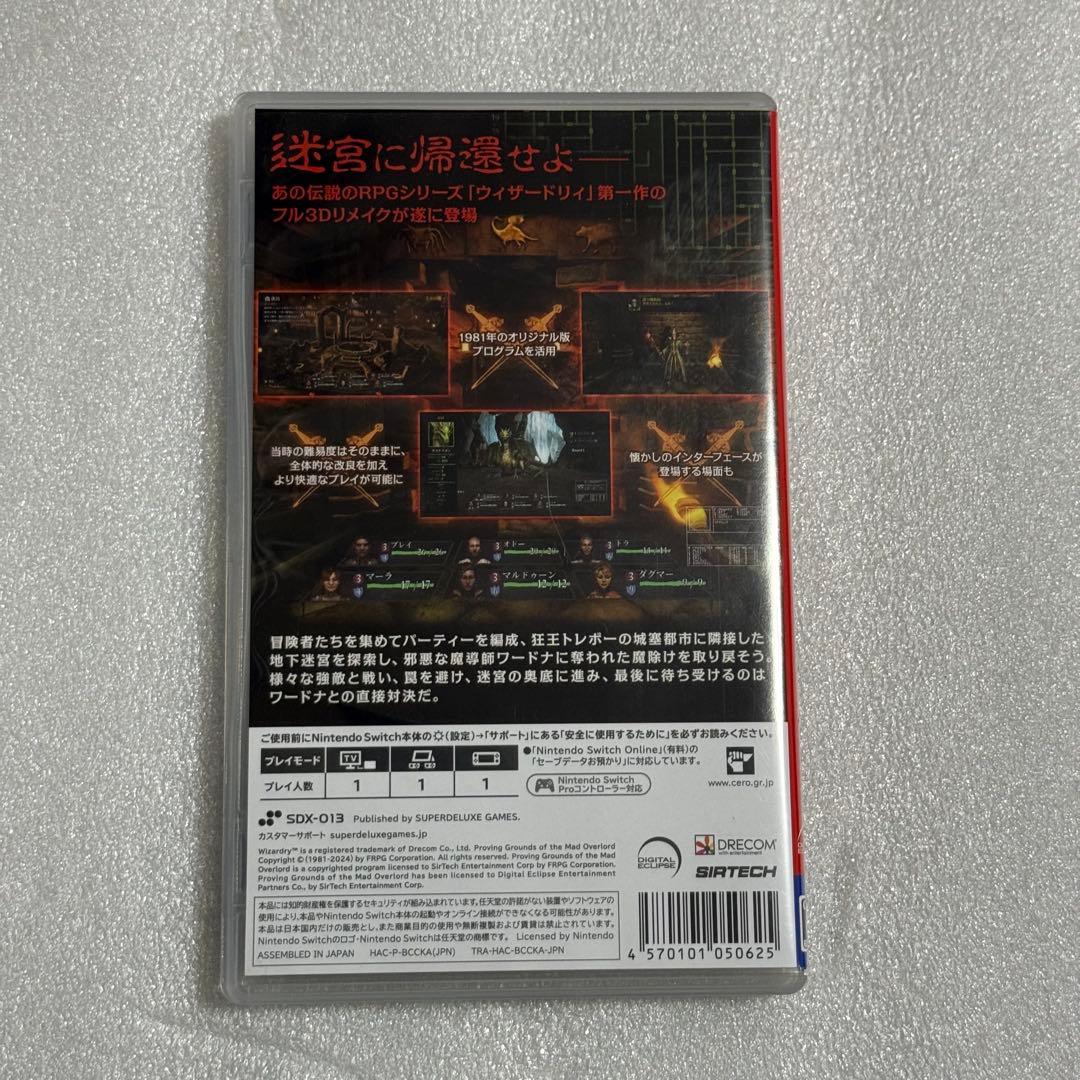 迷宮に帰還せよ――
あの伝説のRPGシリーズ「ウィザードリィ」第一作の
フル3Dリメイクが遂に登場
1981年のオリジナル版
プログラムを活用
当時の難易度はそのままに、
全体的な改良を加え
より快適なプレイが可能に
懐かしのインターフェースが
登場する場面も
3 プレイ 26/26
3 オドー 20/20
3 ドゥ 14/14
3 マーラ 17/17
3 マルドゥーン 12/12
3 ダグマー 9/9
冒険者たちを集めてパーティーを編成、狂王トレボーの城塞都市に隣接した
地下迷宮を探索し、邪悪な魔導師ワードナに奪われた魔除けを取り戻そう。
様々な強敵と戦い、罠を避け、迷宮の奥底に進み、最後に待ち受けるのは
ワードナとの直接対決だ。
ご使用前にNintendo Switch本体の(設定)→「サポート」にある「安全に使用するために」を必ずお読みください。
プレイモード TV
プレイ人数 1 1 1
●「Nintendo Switch Online」(有料)の
「セーブデータお預かり」に対応しています。
Nintendo Switch
Proコントローラー対応
www.cero.gr.jp
SDX-013 Published by SUPERDELUXE GAMES.
カスタマーサポート superdeluxegames.jp
Wizardry™ is a registered trademark of Drecom Co., Ltd. Proving Grounds of the Mad Overlord
Copyright ©(1981-2024) by FRPG Corporation. All rights reserved. Proving Grounds of the Mad
Overlord is a copyrighted program licensed to SirTech Entertainment Corp by FRPG Corporation.
Proving Grounds of the Mad Overlord has been licensed to Digital Eclipse Entertainment
Partners Co., by SirTech Entertainment Corp.
DIGITAL
ECLIPSE
DRECOM
with entertainment
SIRTECH
本品には知的財産権を保護するセキュリティが組み込まれています。任天堂の許諾がない装置やソフトウェアの
使用により、本品やNintendo Switch本体の起動やオンライン接続ができなくなる可能性があります。
本品は日本国内だけの販売とし、また商業目的の使用や無断複製および賃貸は禁止されています。
Nintendo Switchのロゴ・Nintendo Switchは任天堂の商標です。 Licensed by Nintendo
ASSEMBLED IN JAPAN HAC-P-BCCKA(JPN) TRA-HAC-BCCKA-JPN
4 570101 050625